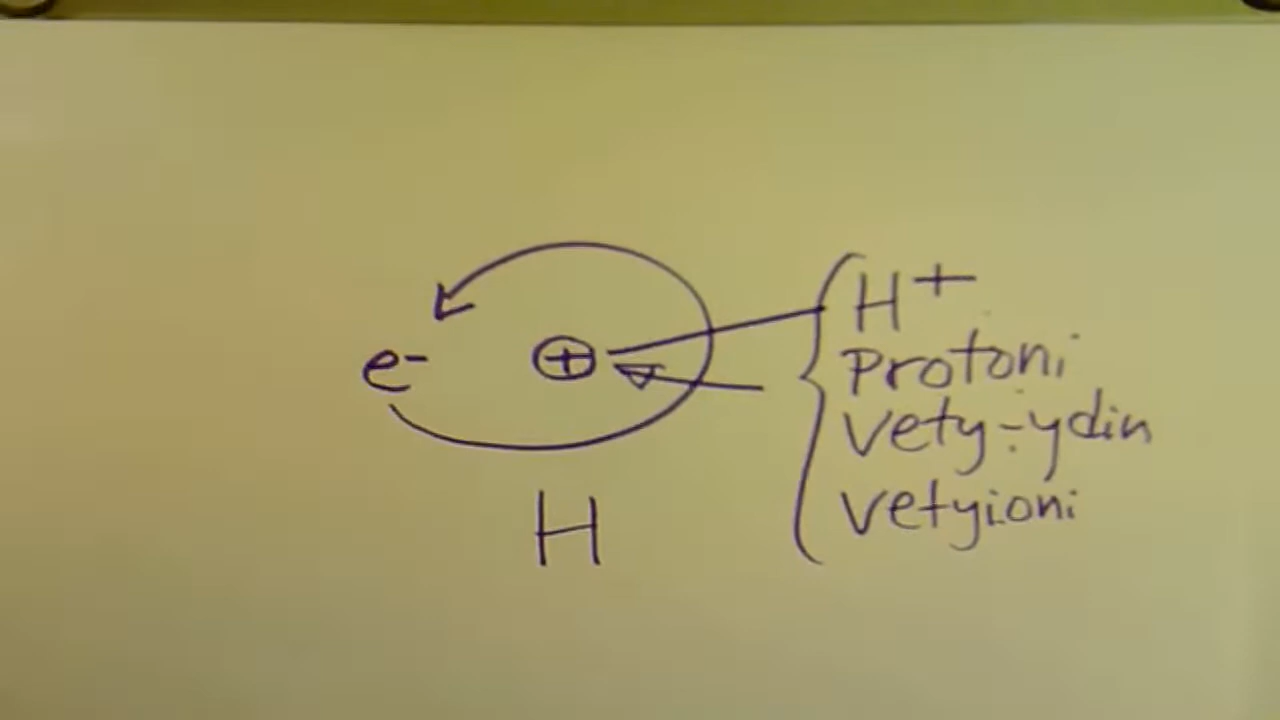 e-
+
H
H+
Protoni
Vety-ydin
Vetyioni